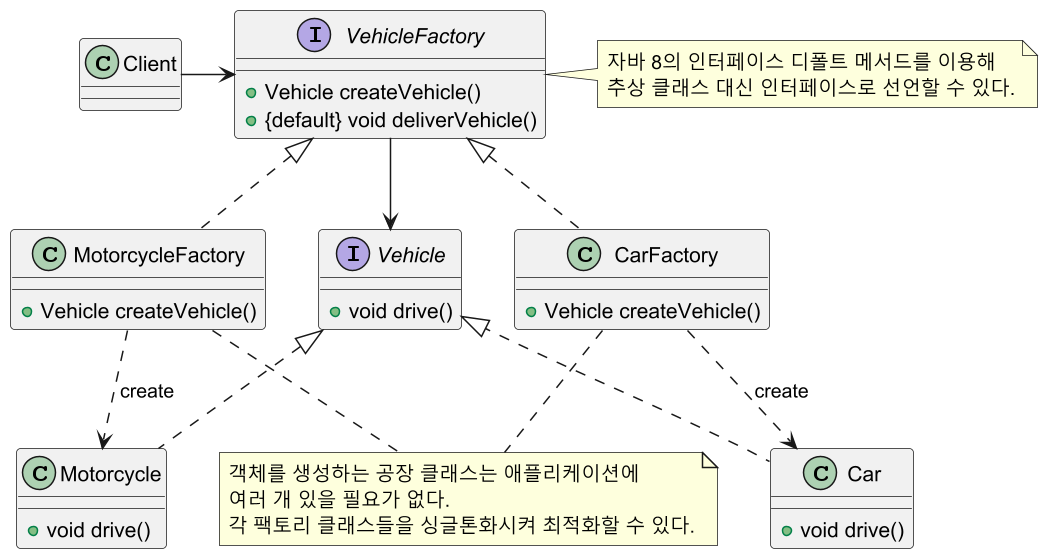 C Client
I VehicleFactory
Vehicle createVehicle()
{default} void deliverVehicle()
자바 8의 인터페이스 디폴트 메서드를 이용해
추상 클래스 대신 인터페이스로 선언할 수 있다.
C MotorcycleFactory
Vehicle createVehicle()
I Vehicle
void drive()
C CarFactory
Vehicle createVehicle()
create
create
C Motorcycle
void drive()
객체를 생성하는 공장 클래스는 애플리케이션에
여러 개 있을 필요가 없다.
각 팩토리 클래스들을 싱글톤화시켜 최적화할 수 있다.
C Car
void drive()